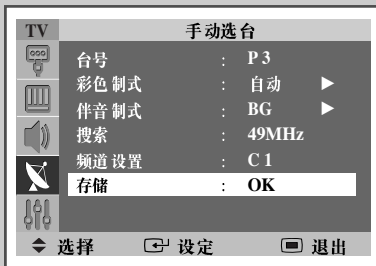 TV 手动选台
台号 : P 3
彩色 制式 : 自动
伴音 制式 : BG
搜索 : 49MHz
频道 设置 : C 1
存储 : OK
选择 设定 退出